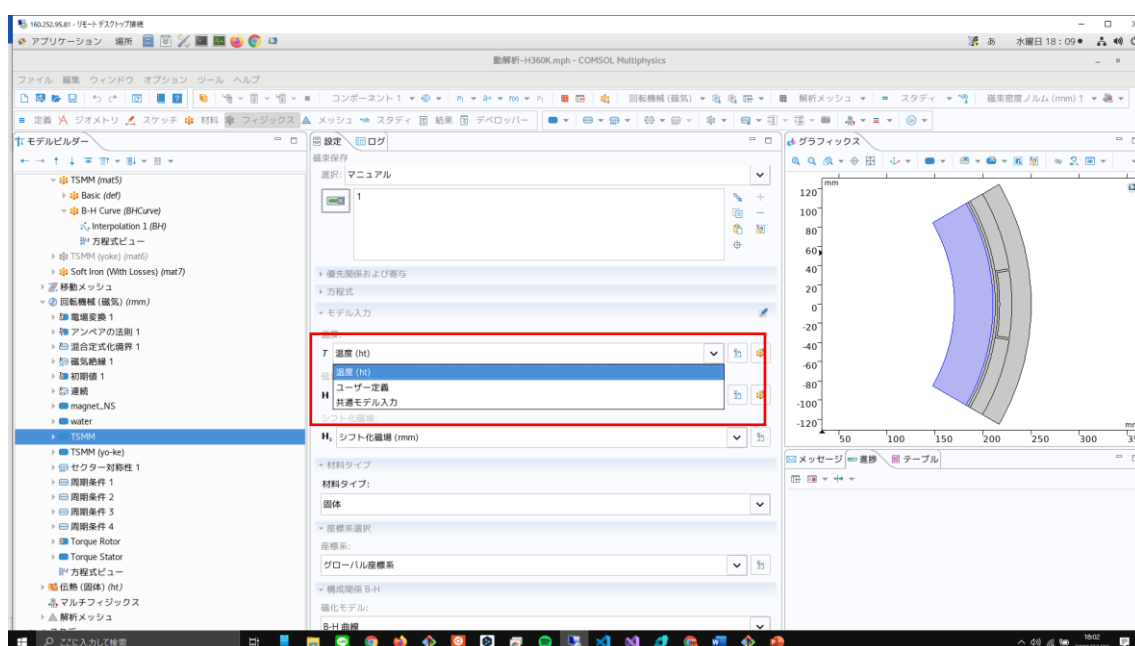 160.252.95.81 - リモート デスクトップ接続
アプリケーション 場所
あ 水曜日 18：09
動解析-H360K.mph - COMSOL Multiphysics
ファイル 編集 ウィンドウ オプション ツール ヘルプ
コンポーネント 1 Pi a= f(x) Pi 回転機械 (磁気) 解析メッシュ スタディ 磁束密度ノルム (rmm) 1
定義 ジオメトリ スケッチ 材料 フィジックス メッシュ スタディ 結果 デベロッパー
モデルビルダー
TSMM (mat5)
Basic (def)
B-H Curve (BHCurve)
Interpolation 1 (BH)
方程式ビュー
TSMM (yoke) (mat6)
Soft Iron (With Losses) (mat7)
移動メッシュ
回転機械 (磁気) (rmm)
電場変換 1
アンペアの法則 1
混合定式化境界 1
磁気絶縁 1
初期値 1
連続
magnet_NS
water
TSMM
TSMM (yo-ke)
セクター対称性 1
周期条件 1
周期条件 2
周期条件 3
周期条件 4
Torque Rotor
Torque Stator
方程式ビュー
伝熱 (固体) (ht)
マルチフィジックス
解析メッシュ
設定 ログ
磁束保存
選択: マニュアル
1
優先関係および寄与
方程式
モデル入力
温度:
T 温度 (ht)
温度 (ht)
ユーザー定義
共通モデル入力
H
シフト化磁場:
Hs シフト化磁場 (rmm)
材料タイプ
材料タイプ:
固体
座標系選択
座標系:
グローバル座標系
構成関係 B-H
磁化モデル:
B-H 曲線
グラフィックス
mm
120
100
80
60
40
20
0
-20
-40
-60
-80
-100
-120
50 100 150 200 250 300
メッセージ 進捗 テーブル
ここに入力して検索
18:02